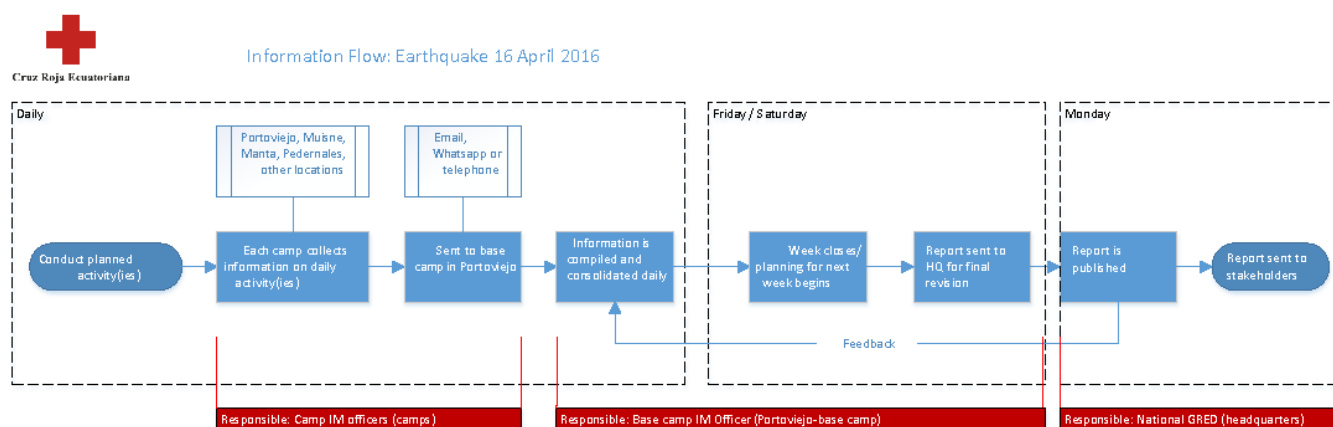 Information Flow: Earthquake 16 April 2016
Cruz Roja Ecuatoriana
Daily
Friday / Saturday
Monday
Portoviejo, Muisne,
Manta, Pedernales,
other locations
Email,
Whatsapp or
telephone
Conduct planned
activity(ies)
Each camp collects
information on daily
activity(ies)
Sent to base
camp in Portoviejo
Information is
compiled and
consolidated daily
Week closes/
planning for next
week begins
Report sent to
HQ for final
revision
Report is
published
Report sent to
stakeholders
Feedback
Responsible: Camp IM officers (camps)
Responsible: Base camp IM Officer (Portoviejo-base camp)
Responsible: National GRED (headquarters)